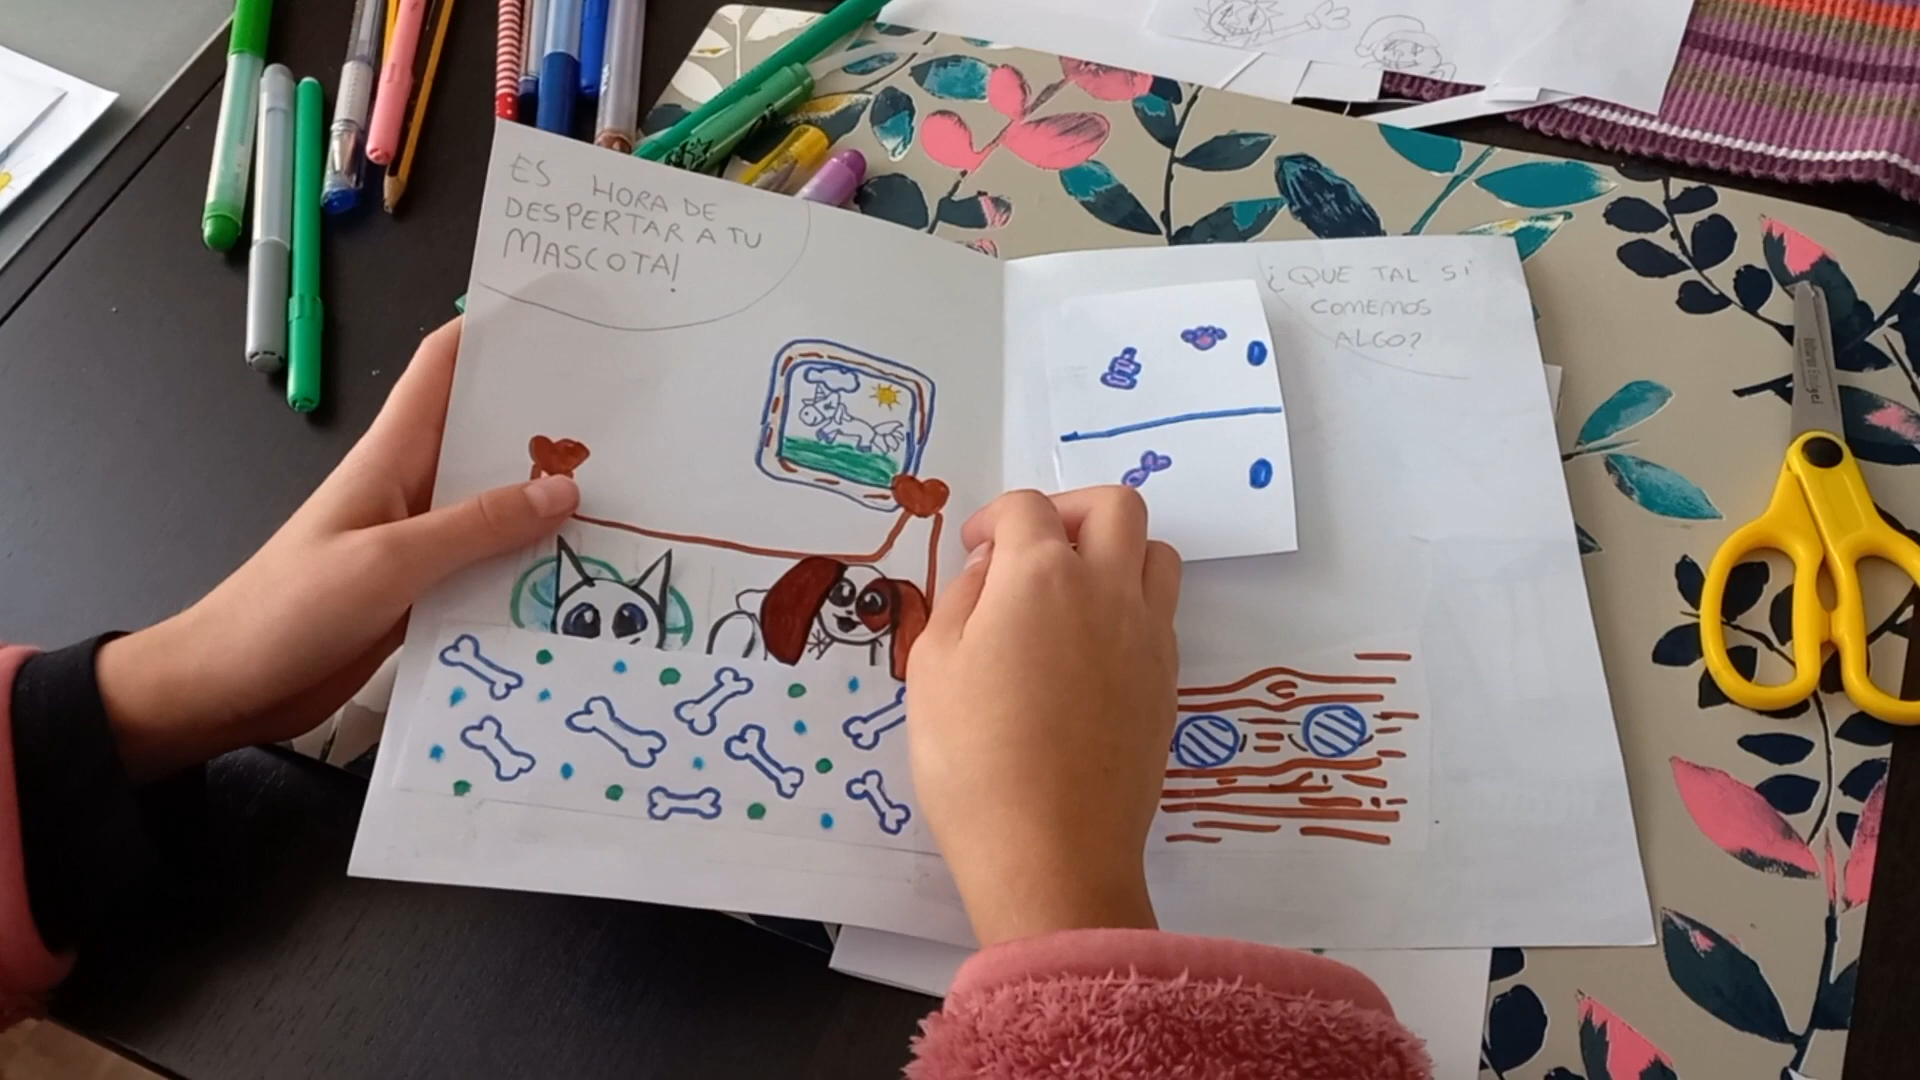 ES HORA DE
DESPERTAR A TU
MASCOTA!
¿QUE TAL SI
COMEMOS
ALGO?